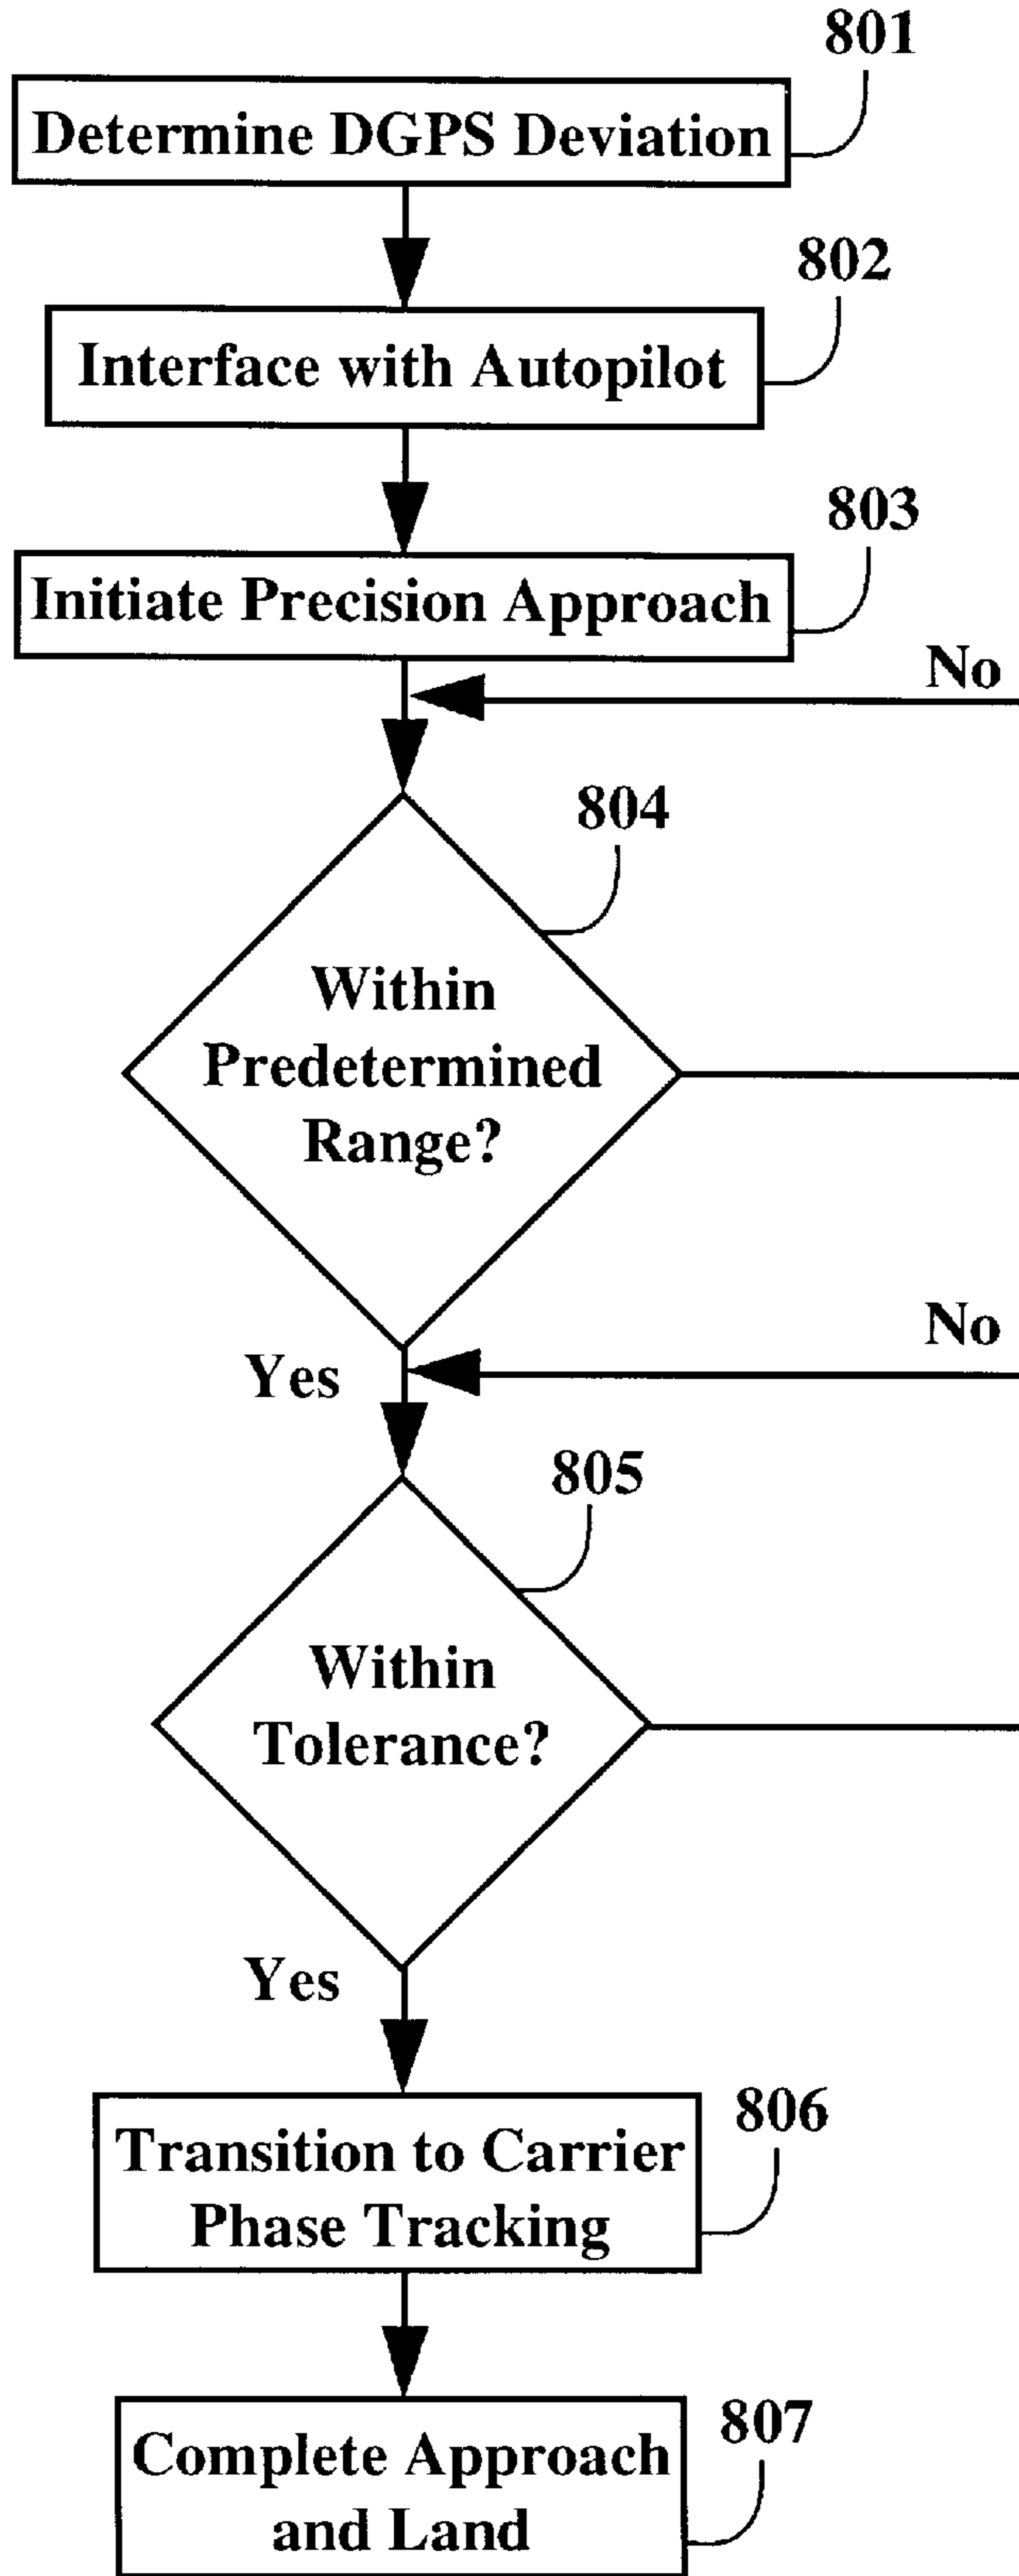 801
Determine DGPS Deviation
802
Interface with Autopilot
803
Initiate Precision Approach
No
804
Within
Predetermined
Range?
No
Yes
805
Within
Tolerance?
Yes
806
Transition to Carrier
Phase Tracking
807
Complete Approach
and Land